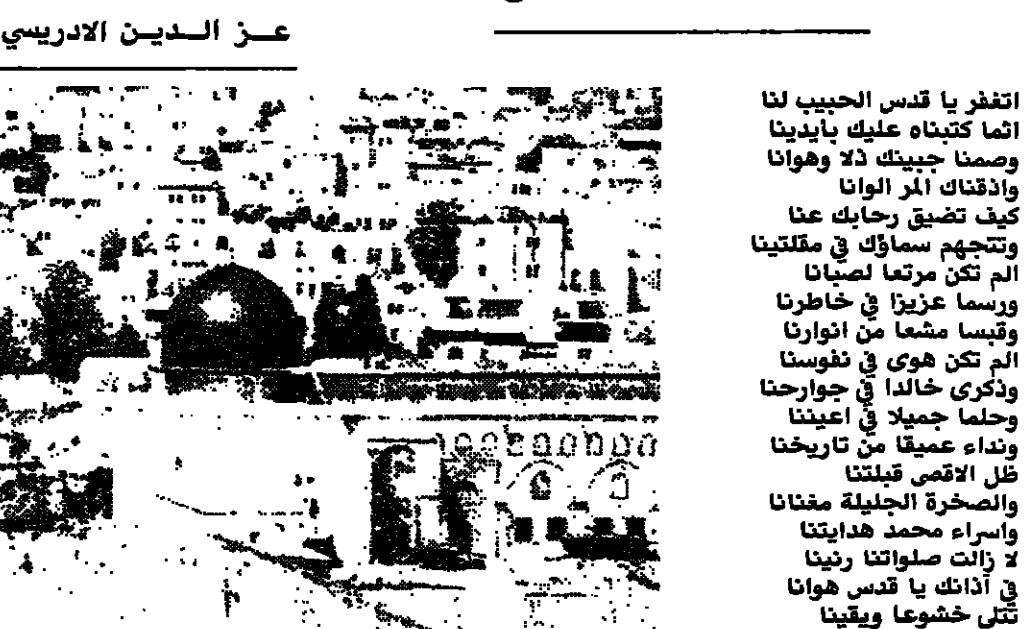 عز الدين الادريسي
اتغفر يا قدس الحبيب لنا
اثما كتبناه عليك بأيدينا
وصمنا جبينك ذلا وهوانا
واذقناك المر الوانا
كيف تضيق رحابك عنا
وتتجهم سماؤك في مقلتينا
الم تكن مرتعا لصبانا
ورسما عزيزا في خاطرنا
وقبسا مشعا من انوارنا
الم تكن هوى في نفوسنا
وذكرى خالدا في جوارحنا
وحلما جميلا في اعيننا
ونداء عميقا من تاريخنا
ظل الاقصى قبلتنا
والصخرة الجليلة مغنانا
واسراء محمد هدايتنا
لا زالت صلواتنا رنينا
في آذانك يا قدس هوانا
تتلى خشوعا ويقينا